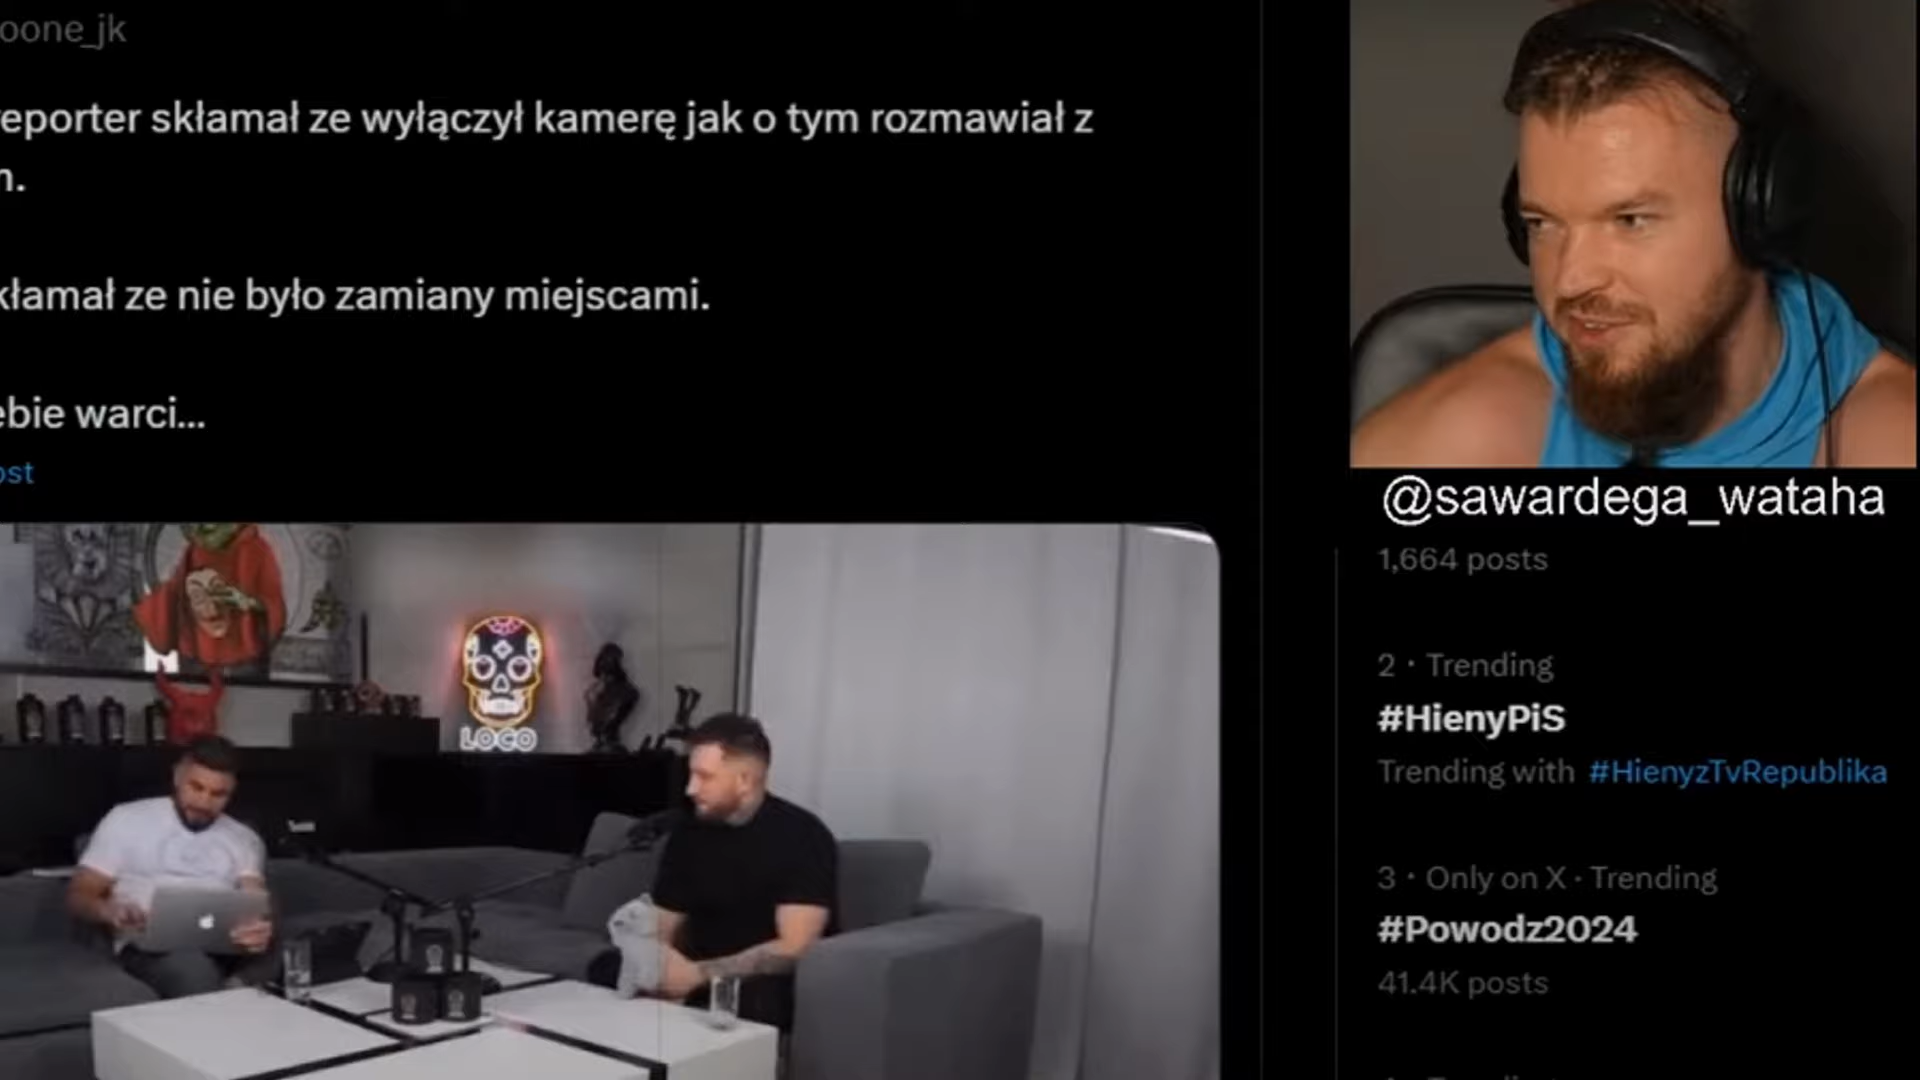 oone_jk
eporter skłamał ze wyłączył kamerę jak o tym rozmawiał z
m.
kłamał ze nie było zamiany miejscami.
ebie warci...
ost
LOCO
@sawardega_wataha
1,664 posts
2 · Trending
#HienyPiS
Trending with #HienyzTvRepublika
3 · Only on X · Trending
#Powodz2024
41.4K posts